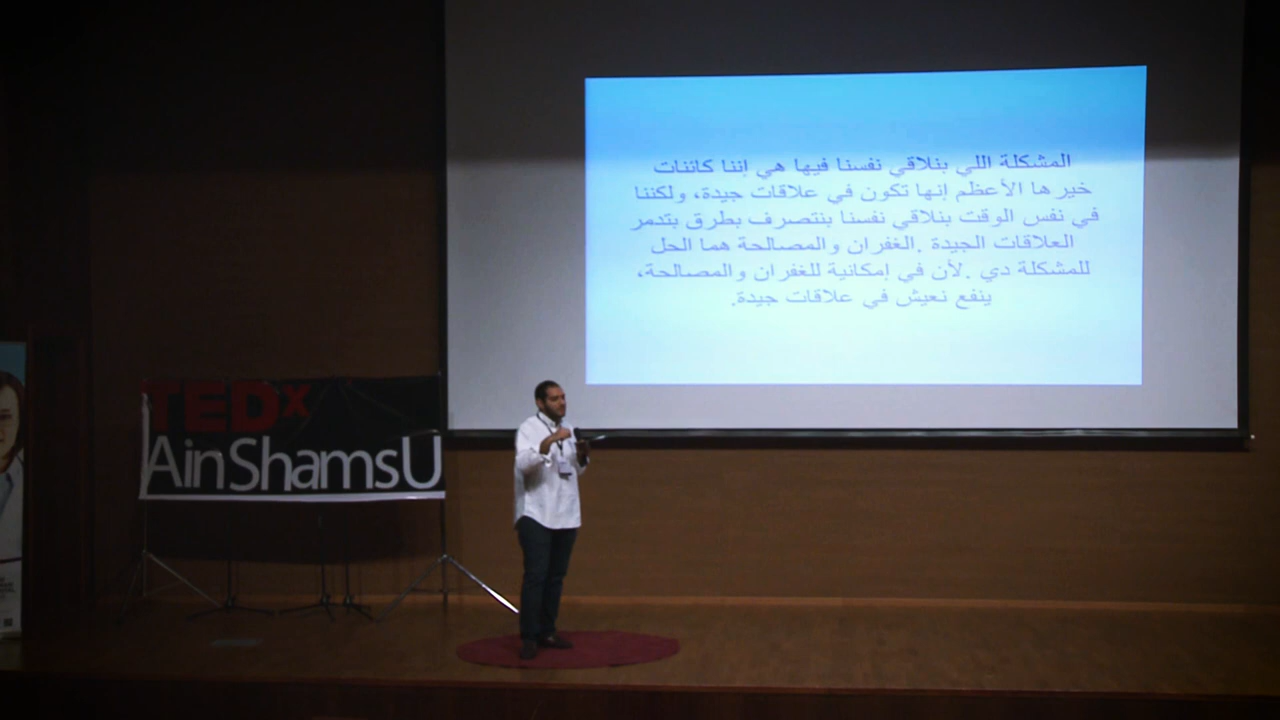 المشكلة اللي بنلاقي نفسنا فيها هي إننا كائنات
خيرها الأعظم إنها تكون في علاقات جيدة، ولكننا
في نفس الوقت بنلاقي نفسنا بنتصرف بطرق بتدمر
العلاقات الجيدة .الغفران والمصالحة هما الحل
للمشكلة دي .لأن في إمكانية للغفران والمصالحة،
ينفع نعيش في علاقات جيدة.
TEDx
AinShamsU